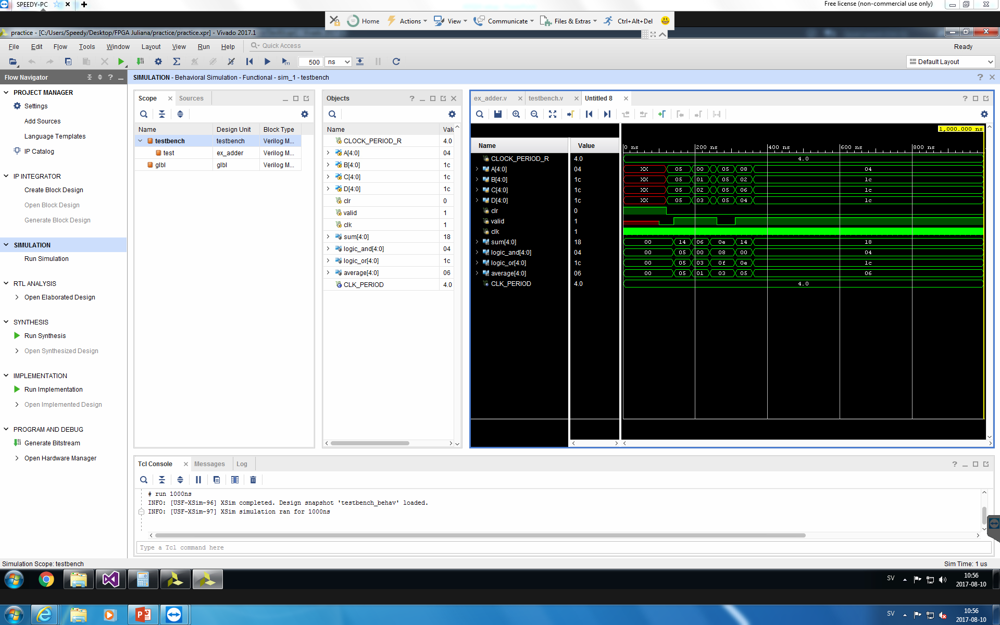 SPEEDY-PC
Free license (non-commercial use only)
Home
Actions
View
Communicate
Files & Extras
Ctrl+Alt+Del
practice - [C:/Users/Speedy/Desktop/FPGA Juliana/practice/practice.xpr] - Vivado 2017.1
File Edit Flow Tools Window Layout View Run Help
Quick Access
Ready
500 ns
Default Layout
Flow Navigator
SIMULATION - Behavioral Simulation - Functional - sim_1 - testbench
PROJECT MANAGER
Settings
Add Sources
Language Templates
IP Catalog
IP INTEGRATOR
Create Block Design
Open Block Design
Generate Block Design
SIMULATION
Run Simulation
RTL ANALYSIS
Open Elaborated Design
SYNTHESIS
Run Synthesis
Open Synthesized Design
IMPLEMENTATION
Run Implementation
Open Implemented Design
PROGRAM AND DEBUG
Generate Bitstream
Open Hardware Manager
Scope
Sources
Name Design Unit Block Type
testbench testbench Verilog M...
test ex_adder Verilog M...
glbl glbl Verilog M...
Objects
Name
CLOCK_PERIOD_R 4.0
A[4:0] 04
B[4:0] 1c
C[4:0] 1c
D[4:0] 1c
clr 0
valid 1
clk 1
sum[4:0] 18
logic_and[4:0] 04
logic_or[4:0] 1c
average[4:0] 06
CLK_PERIOD 4.0
ex_adder.v
testbench.v
Untitled 8
1,000.000 ns
Name Value
0 ns 200 ns 400 ns 600 ns 800 ns
CLOCK_PERIOD_R 4.0 4.0
A[4:0] 04 XX 05 00 05 08 04
B[4:0] 1c XX 05 01 05 02 1c
C[4:0] 1c XX 05 02 05 06 1c
D[4:0] 1c XX 05 03 05 04 1c
clr 0
valid 1
clk 1
sum[4:0] 18 00 14 06 0e 14 18
logic_and[4:0] 04 00 05 00 08 00 04
logic_or[4:0] 1c 00 05 03 0f 0e 1c
average[4:0] 06 00 05 01 03 05 06
CLK_PERIOD 4.0 4.0
Tcl Console
Messages
Log
# run 1000ns
INFO: [USF-XSim-96] XSim completed. Design snapshot 'testbench_behav' loaded.
INFO: [USF-XSim-97] XSim simulation ran for 1000ns
Type a Tcl command here
Simulation Scope: testbench
Sim Time: 1 us
SV
10:56
2017-08-10
SV
10:56
2017-08-10